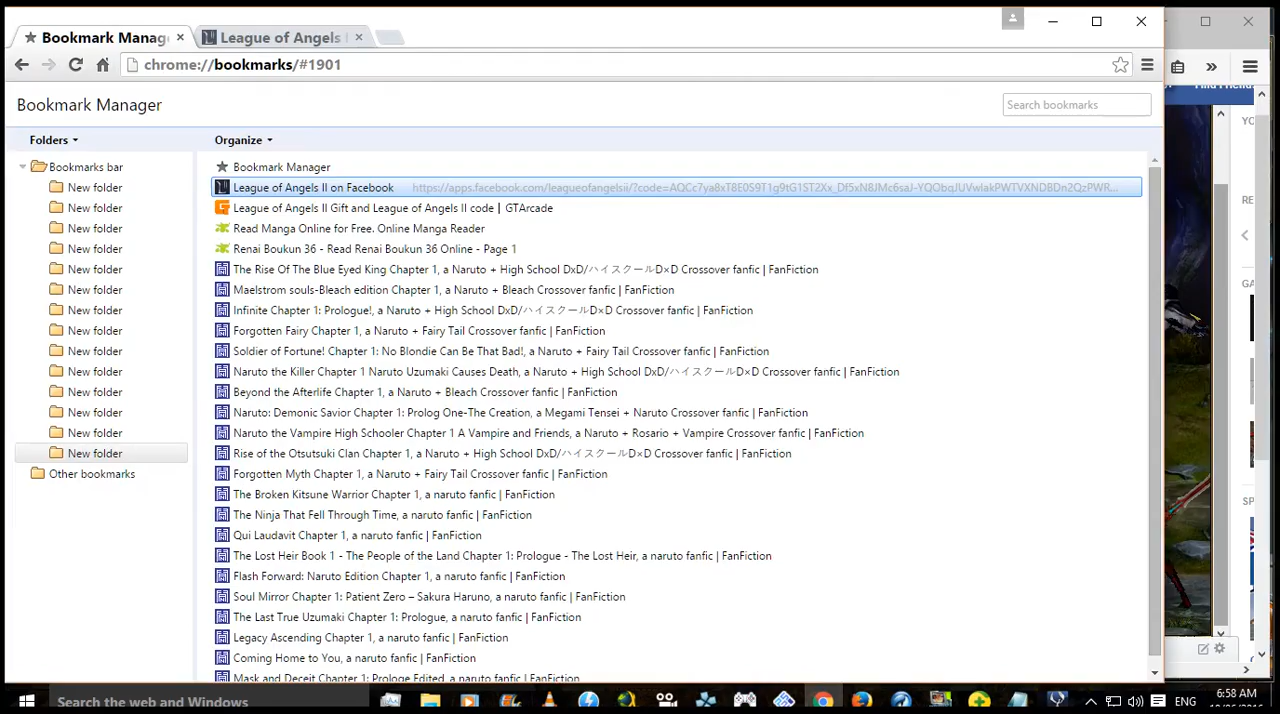 Bookmark Manag
League of Angels I
chrome://bookmarks/#1901
Bookmark Manager
Search bookmarks
Folders
Organize
Bookmarks bar
New folder
New folder
New folder
New folder
New folder
New folder
New folder
New folder
New folder
New folder
New folder
New folder
New folder
New folder
Other bookmarks
Bookmark Manager
League of Angels II on Facebook
League of Angels II Gift and League of Angels II code | GTArcade
Read Manga Online for Free. Online Manga Reader
Renai Boukun 36 - Read Renai Boukun 36 Online - Page 1
The Rise Of The Blue Eyed King Chapter 1, a Naruto + High School DxD/ハイスクールD×D Crossover fanfic | FanFiction
Maelstrom souls-Bleach edition Chapter 1, a Naruto + Bleach Crossover fanfic | FanFiction
Infinite Chapter 1: Prologue!, a Naruto + High School DxD/ハイスクールD×D Crossover fanfic | FanFiction
Forgotten Fairy Chapter 1, a Naruto + Fairy Tail Crossover fanfic | FanFiction
Soldier of Fortune! Chapter 1: No Blondie Can Be That Bad!, a Naruto + Fairy Tail Crossover fanfic | FanFiction
Naruto the Killer Chapter 1 Naruto Uzumaki Causes Death, a Naruto + High School DxD/ハイスクールD×D Crossover fanfic | FanFiction
Beyond the Afterlife Chapter 1, a Naruto + Bleach Crossover fanfic | FanFiction
Naruto: Demonic Savior Chapter 1: Prolog One-The Creation, a Megami Tensei + Naruto Crossover fanfic | FanFiction
Naruto the Vampire High Schooler Chapter 1 A Vampire and Friends, a Naruto + Rosario + Vampire Crossover fanfic | FanFiction
Rise of the Otsutsuki Clan Chapter 1, a Naruto + High School DxD/ハイスクールD×D Crossover fanfic | FanFiction
Forgotten Myth Chapter 1, a Naruto + Fairy Tail Crossover fanfic | FanFiction
The Broken Kitsune Warrior Chapter 1, a naruto fanfic | FanFiction
The Ninja That Fell Through Time, a naruto fanfic | FanFiction
Qui Laudavit Chapter 1, a naruto fanfic | FanFiction
The Lost Heir Book 1 - The People of the Land Chapter 1: Prologue - The Lost Heir, a naruto fanfic | FanFiction
Flash Forward: Naruto Edition Chapter 1, a naruto fanfic | FanFiction
Soul Mirror Chapter 1: Patient Zero – Sakura Haruno, a naruto fanfic | FanFiction
The Last True Uzumaki Chapter 1: Prologue, a naruto fanfic | FanFiction
Legacy Ascending Chapter 1, a naruto fanfic | FanFiction
Coming Home to You, a naruto fanfic | FanFiction
Mask and Deceit Chapter 1: Prologue Edited, a naruto fanfic | FanFiction
YO
RE
GA
SP
Search the web and Windows
ENG
6:58 AM